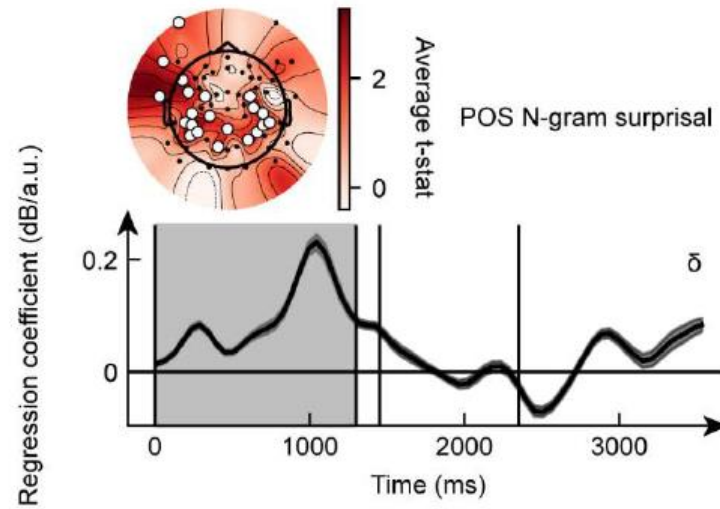 2
0
Average t-stat
POS N-gram surprisal
Regression coefficient (dB/a.u.)
0.2
0
δ
0
1000
2000
3000
Time (ms)